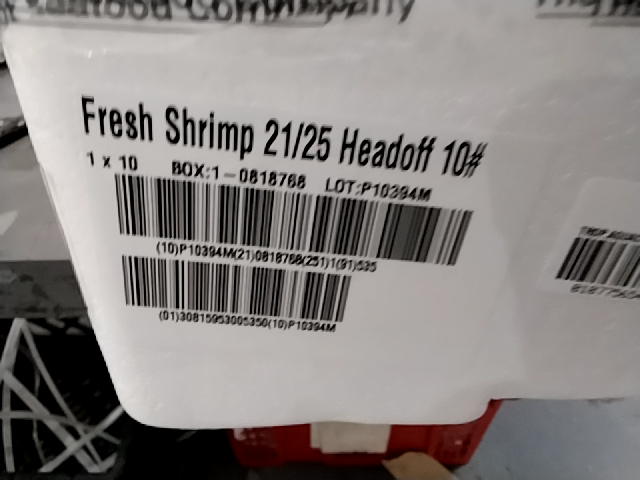 Fresh Shrimp 21/25 Headoff 10#
1 x 10 BOX:1-0818768 LOT:P10394M
(10)P10394M(21)0818768(251)1(91)535
(01)30815953005350(10)P10394M